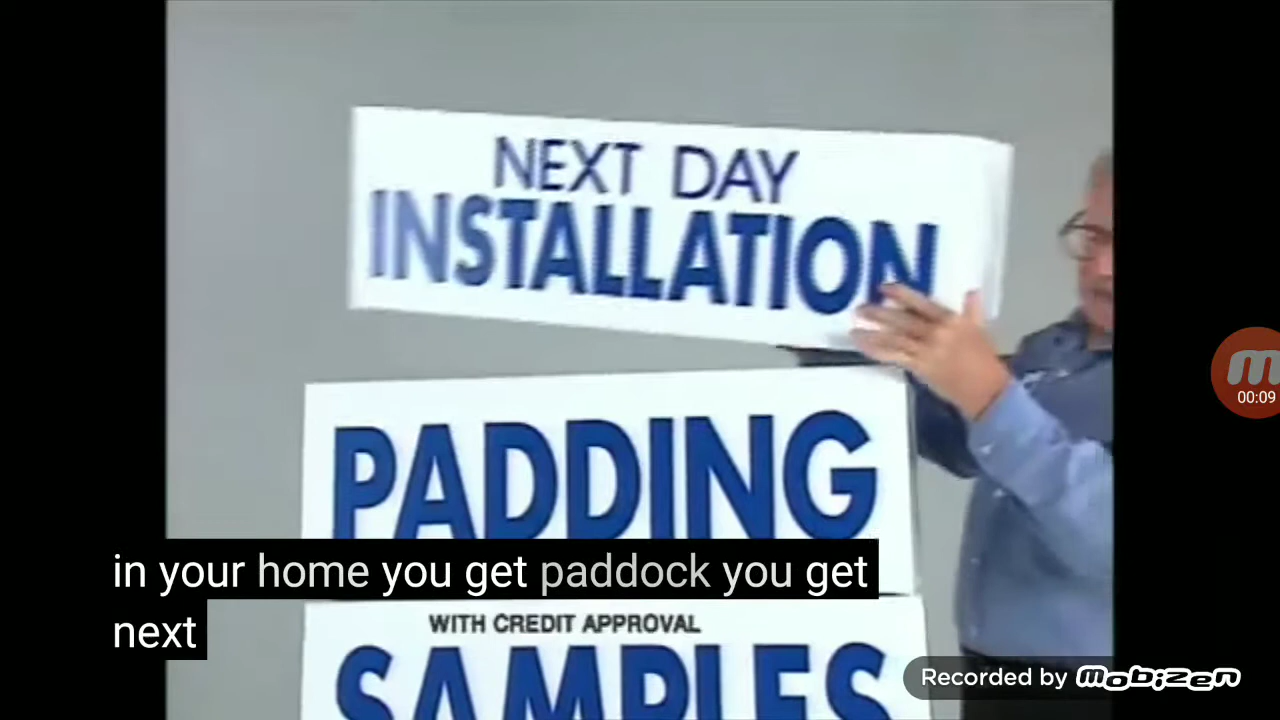 NEXT DAY
INSTALLATION
PADDING
in your home you get paddock you get
next
WITH CREDIT APPROVAL
SAMPLES
00:09
Recorded by mobizen